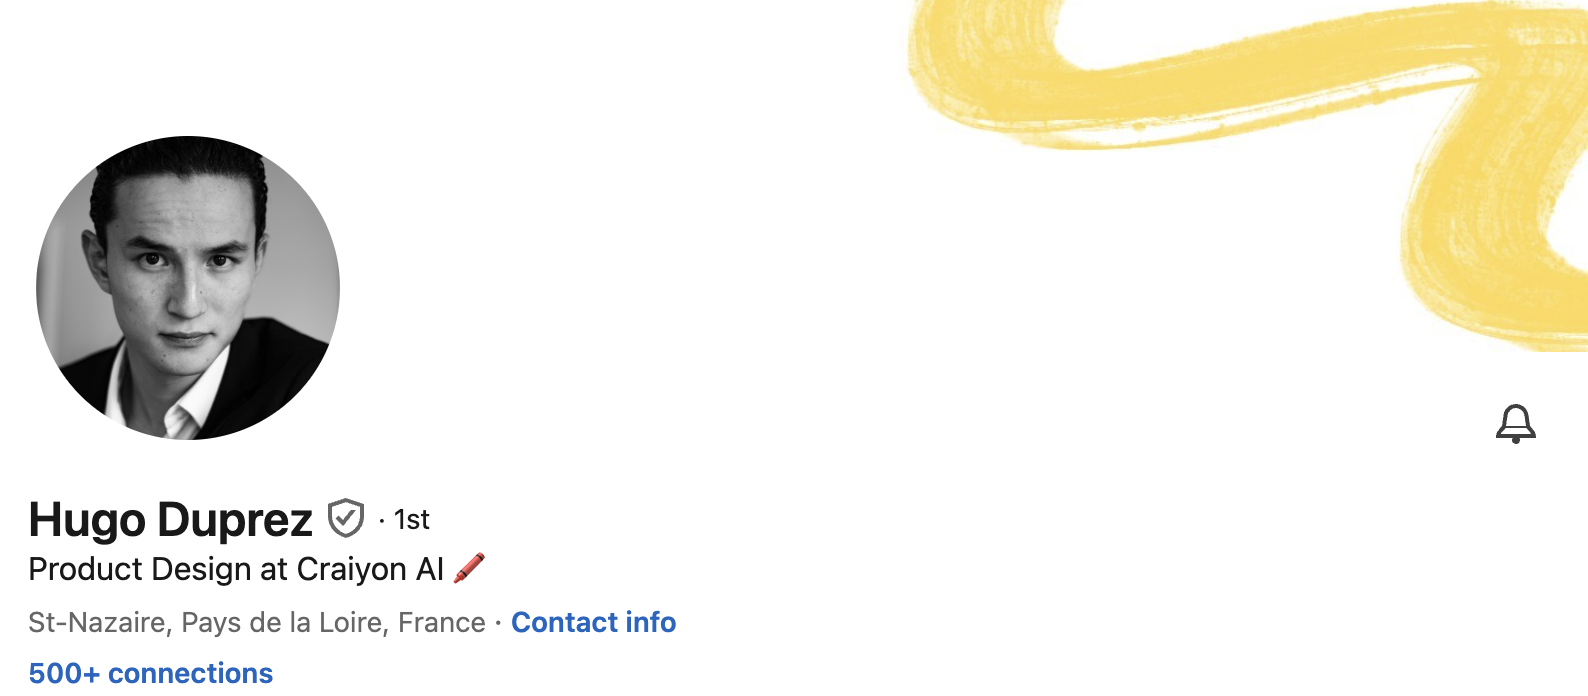 Hugo Duprez · 1st
Product Design at Craiyon AI 🖍️
St-Nazaire, Pays de la Loire, France · Contact info
500+ connections